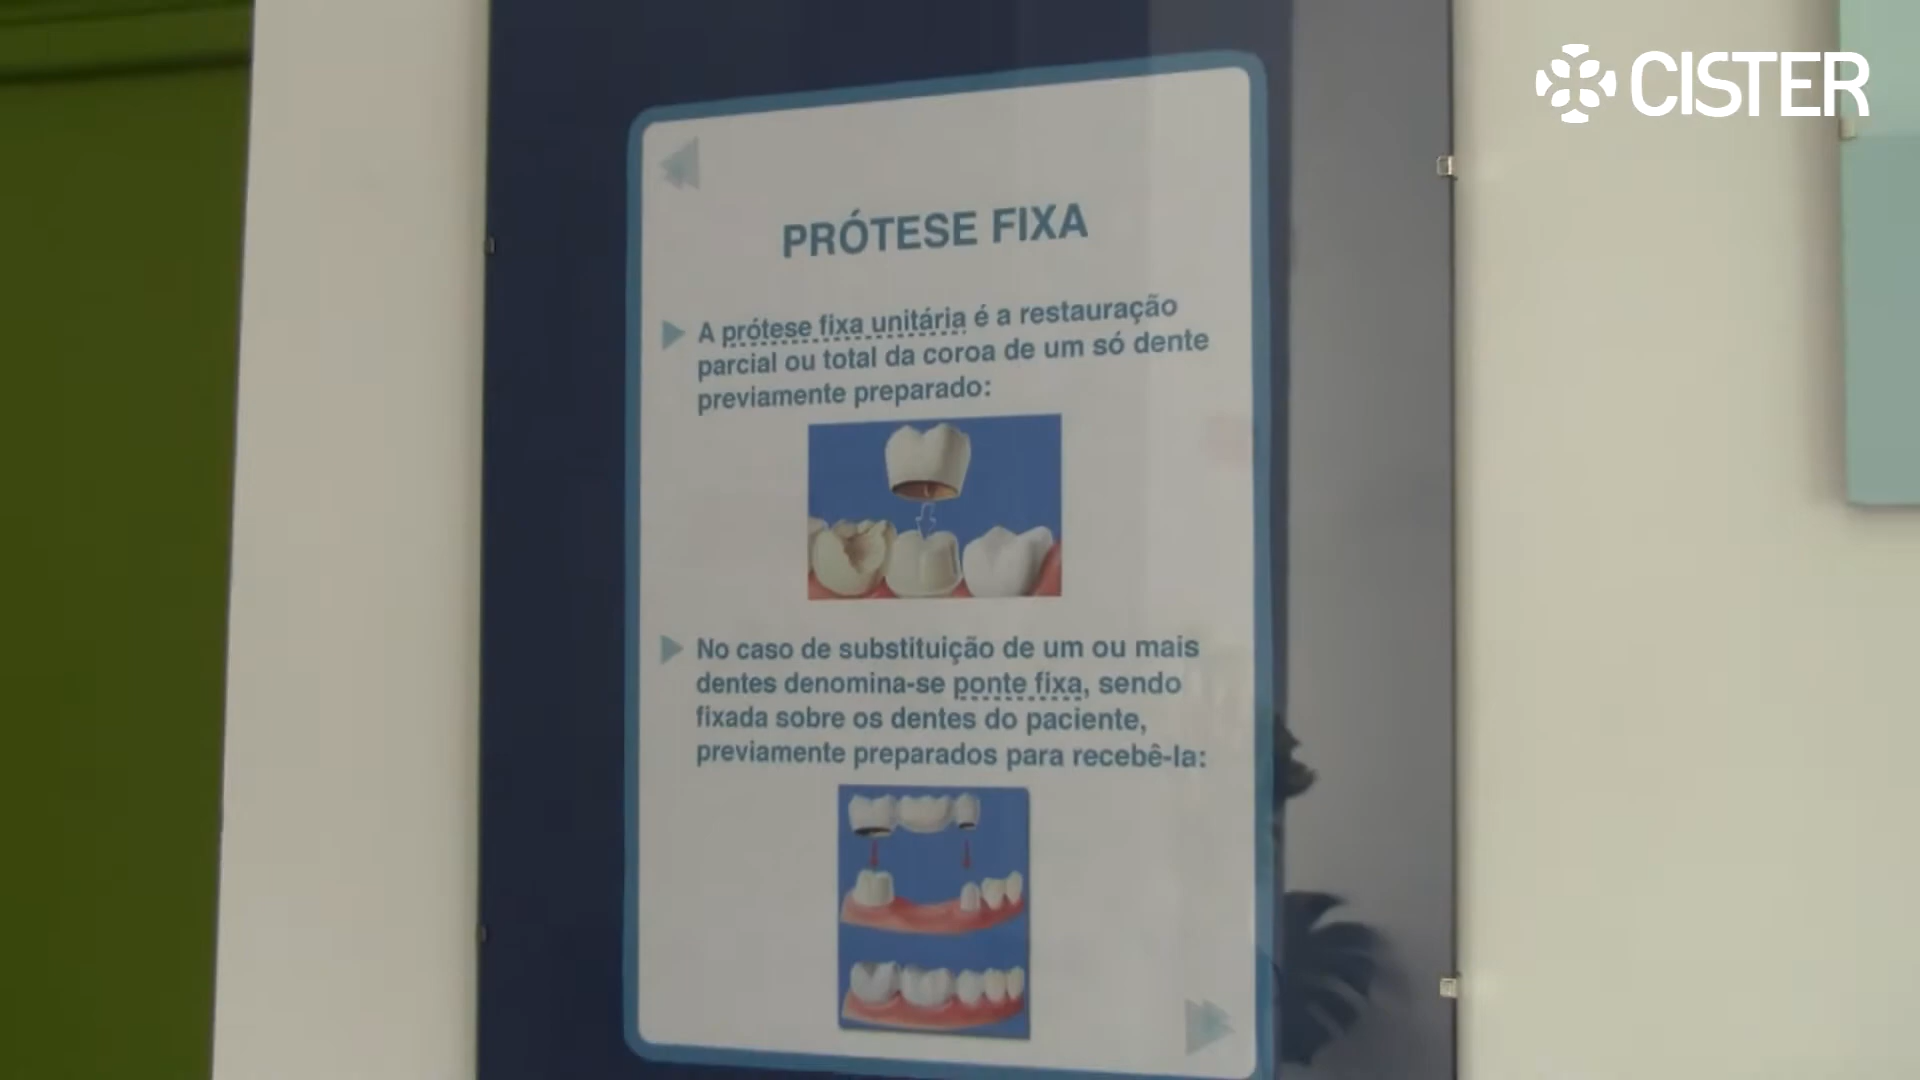 CISTER
PRÓTESE FIXA
A prótese fixa unitária é a restauração
parcial ou total da coroa de um só dente
previamente preparado:
No caso de substituição de um ou mais
dentes denomina-se ponte fixa, sendo
fixada sobre os dentes do paciente,
previamente preparados para recebê-la: